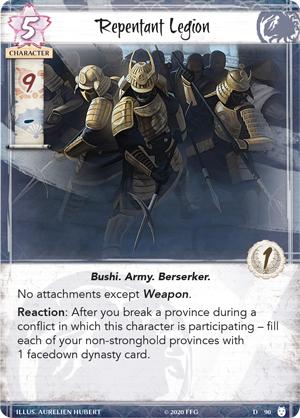 Repentant Legion
5
CHARACTER
9
Bushi. Army. Berserker.
1
No attachments except Weapon.
Reaction: After you break a province during a
conflict in which this character is participating – fill
each of your non-stronghold provinces with
1 facedown dynasty card.
ILLUS. AURELIEN HUBERT
© 2020 FFG
D 90